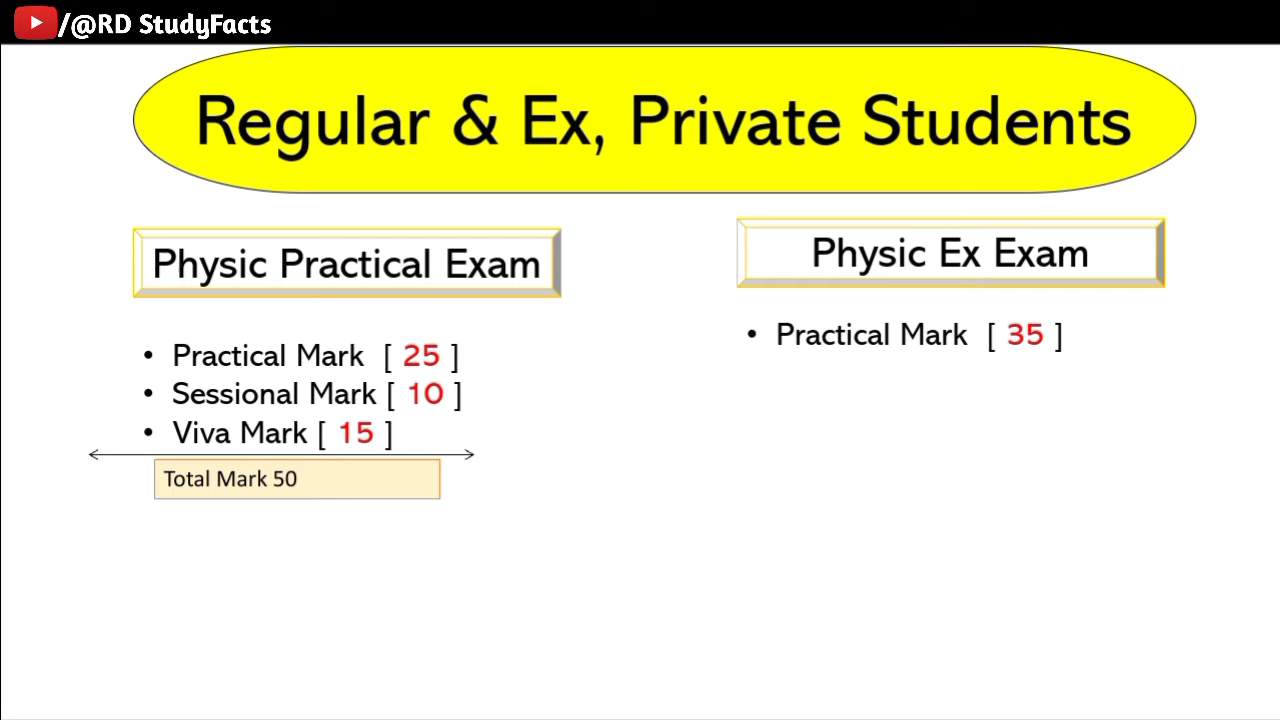 /@RD StudyFacts
Regular & Ex, Private Students
Physic Practical Exam
• Practical Mark [ 25 ]
• Sessional Mark [ 10 ]
• Viva Mark [ 15 ]
Total Mark 50
Physic Ex Exam
• Practical Mark [ 35 ]